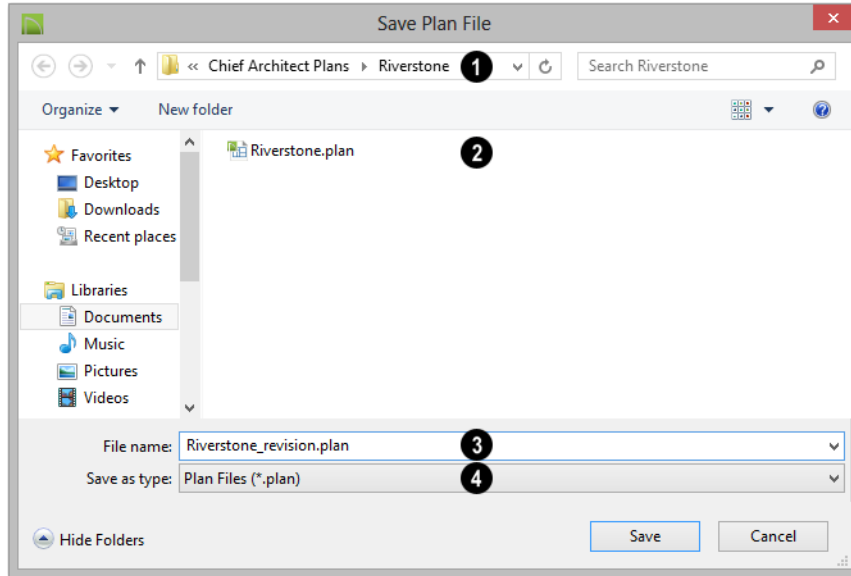 Save Plan File
« Chief Architect Plans Riverstone 1 Search Riverstone
Organize New folder
Favorites
Riverstone.plan 2
Desktop
Downloads
Recent places
Libraries
Documents
Music
Pictures
Videos
File name: Riverstone_revision.plan 3
Save as type: Plan Files (*.plan) 4
Hide Folders Save Cancel